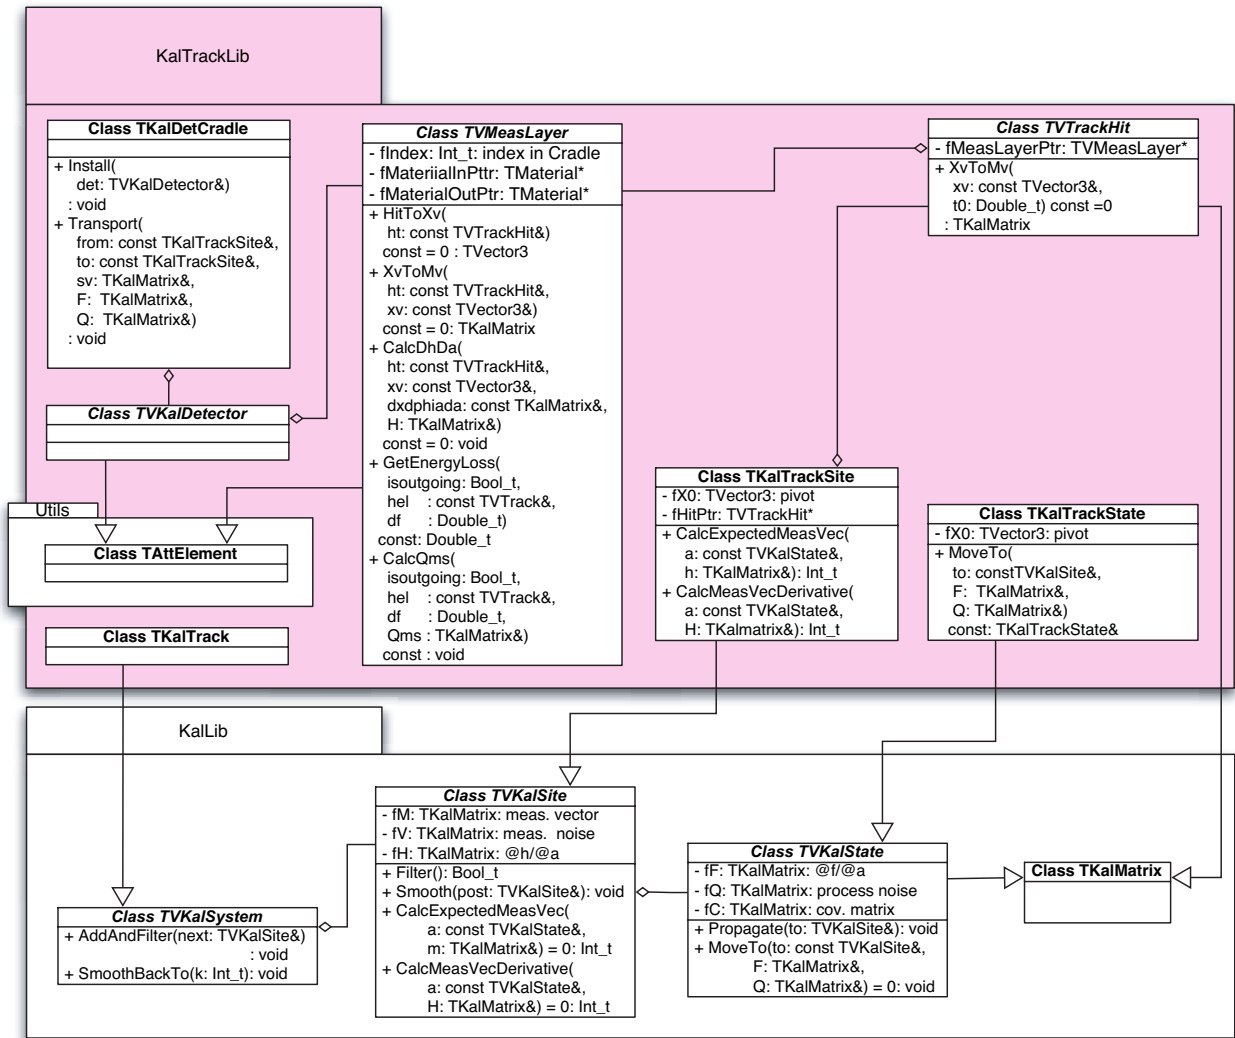 KalTrackLib
Class TKalDetCradle
+ Install(
det: TVKalDetector&)
: void
+ Transport(
from: const TKalTrackSite&,
to: const TKalTrackSite&,
sv: TKalMatrix&,
F: TKalMatrix&,
Q: TKalMatrix&)
: void
Class TVKalDetector
Utils
Class TAttElement
Class TKalTrack
Class TVMeasLayer
- fIndex: Int_t: index in Cradle
- fMateriialInPttr: TMaterial*
- fMaterialOutPtr: TMaterial*
+ HitToXv(
ht: const TVTrackHit&)
const = 0 : TVector3
+ XvToMv(
ht: const TVTrackHit&,
xv: const TVector3&)
const = 0: TKalMatrix
+ CalcDhDa(
ht: const TVTrackHit&,
xv: const TVector3&,
dxdphiada: const TKalMatrix&,
H: TKalMatrix&)
const = 0: void
+ GetEnergyLoss(
isoutgoing: Bool_t,
hel : const TVTrack&,
df : Double_t)
const: Double_t
+ CalcQms(
isoutgoing: Bool_t,
hel : const TVTrack&,
df : Double_t,
Qms : TKalMatrix&)
const : void
Class TVTrackHit
- fMeasLayerPtr: TVMeasLayer*
+ XvToMv(
xv: const TVector3&,
t0: Double_t) const =0
: TKalMatrix
Class TKalTrackSite
- fX0: TVector3: pivot
- fHitPtr: TVTrackHit*
+ CalcExpectedMeasVec(
a: const TVKalState&,
h: TKalMatrix&): Int_t
+ CalcMeasVecDerivative(
a: const TVKalState&,
H: TKalmatrix&): Int_t
Class TKalTrackState
- fX0: TVector3: pivot
+ MoveTo(
to: constTVKalSite&,
F: TKalMatrix&,
Q: TKalMatrix&)
const: TKalTrackState&
KalLib
Class TVKalSystem
+ AddAndFilter(next: TVKalSite&)
: void
+ SmoothBackTo(k: Int_t): void
Class TVKalSite
- fM: TKalMatrix: meas. vector
- fV: TKalMatrix: meas. noise
- fH: TKalMatrix: @h/@a
+ Filter(): Bool_t
+ Smooth(post: TVKalSite&): void
+ CalcExpectedMeasVec(
a: const TVKalState&,
m: TKalMatrix&) = 0: Int_t
+ CalcMeasVecDerivative(
a: const TVKalState&,
H: TKalMatrix&) = 0: Int_t
Class TVKalState
- fF: TKalMatrix: @f/@a
- fQ: TKalMatrix: process noise
- fC: TKalMatrix: cov. matrix
+ Propagate(to: TVKalSite&): void
+ MoveTo(to: const TVKalSite&,
F: TKalMatrix&,
Q: TKalMatrix&) = 0: void
Class TKalMatrix